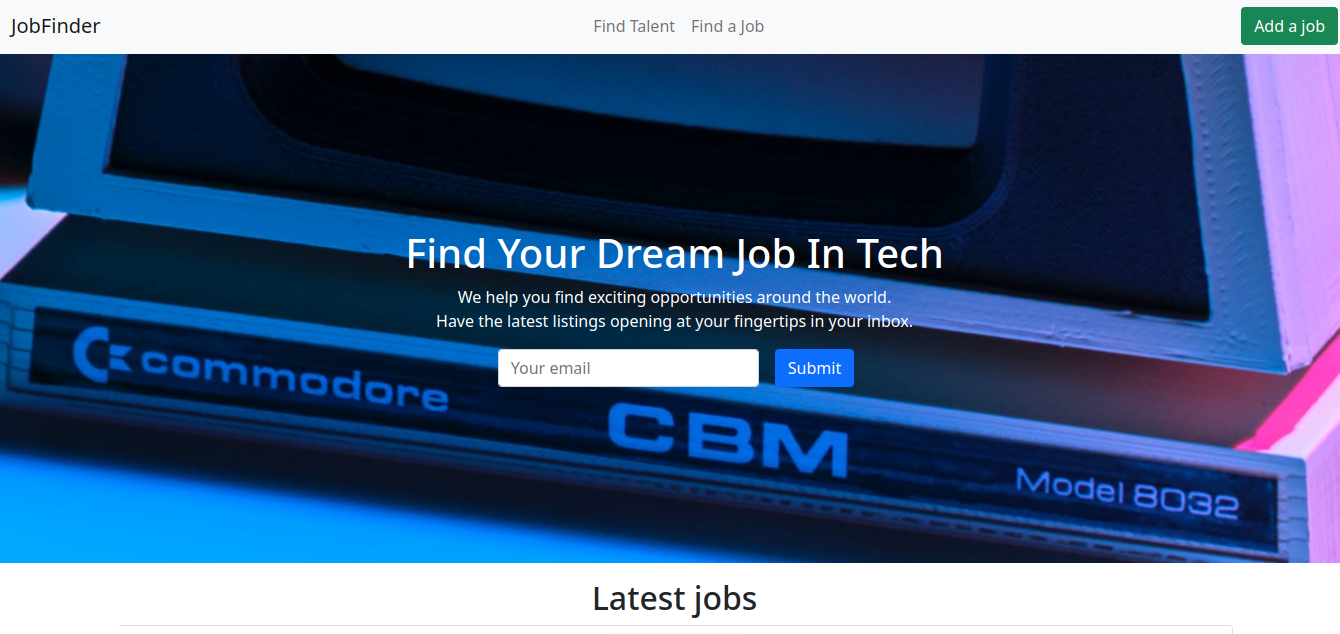 JobFinder
Find Talent
Find a Job
Add a job
Find Your Dream Job In Tech
We help you find exciting opportunities around the world.
Have the latest listings opening at your fingertips in your inbox.
Your email
Submit
commodore
CBM
Model 8032
Latest jobs